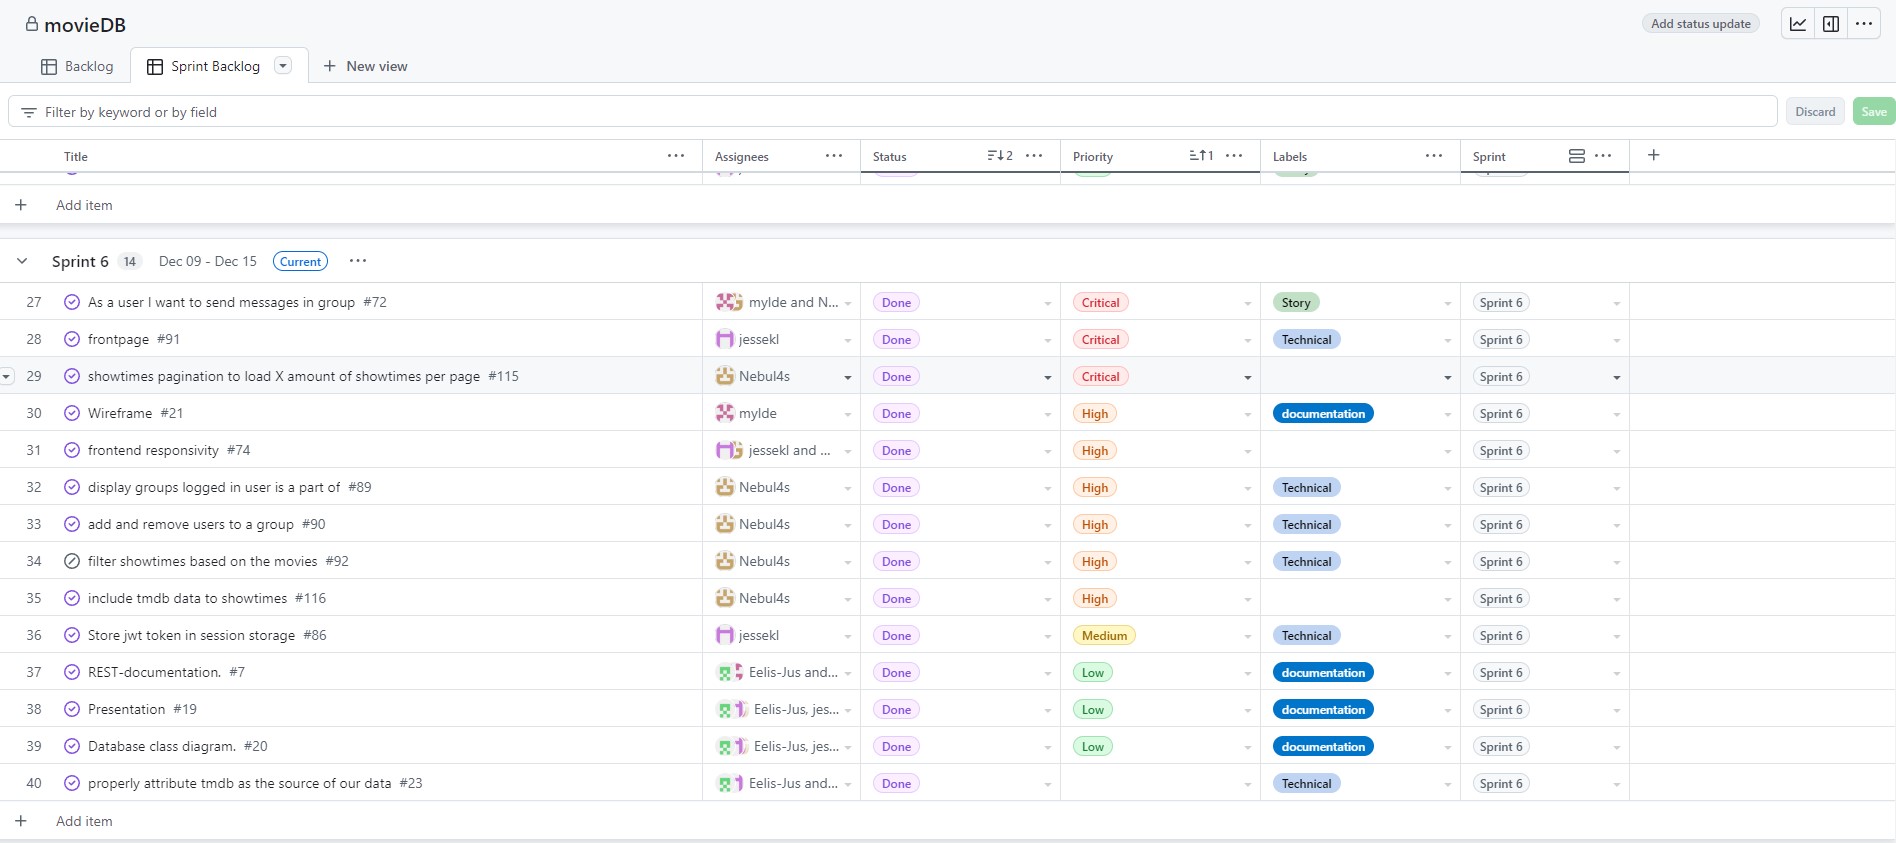 movieDB Add status update
Backlog Sprint Backlog New view
Filter by keyword or by field Discard Save
Title Assignees Status 2 Priority 1 Labels Sprint
Add item
Sprint 6 14 Dec 09 - Dec 15 Current
27 As a user I want to send messages in group #72 mylde and N... Done Critical Story Sprint 6
28 frontpage #91 jessekl Done Critical Technical Sprint 6
29 showtimes pagination to load X amount of showtimes per page #115 Nebul4s Done Critical Sprint 6
30 Wireframe #21 mylde Done High documentation Sprint 6
31 frontend responsivity #74 jessekl and ... Done High Sprint 6
32 display groups logged in user is a part of #89 Nebul4s Done High Technical Sprint 6
33 add and remove users to a group #90 Nebul4s Done High Technical Sprint 6
34 filter showtimes based on the movies #92 Nebul4s Done High Technical Sprint 6
35 include tmdb data to showtimes #116 Nebul4s Done High Sprint 6
36 Store jwt token in session storage #86 jessekl Done Medium Technical Sprint 6
37 REST-documentation. #7 Eelis-Jus and... Done Low documentation Sprint 6
38 Presentation #19 Eelis-Jus, jes... Done Low documentation Sprint 6
39 Database class diagram. #20 Eelis-Jus, jes... Done Low documentation Sprint 6
40 properly attribute tmdb as the source of our data #23 Eelis-Jus and... Done Technical Sprint 6
Add item